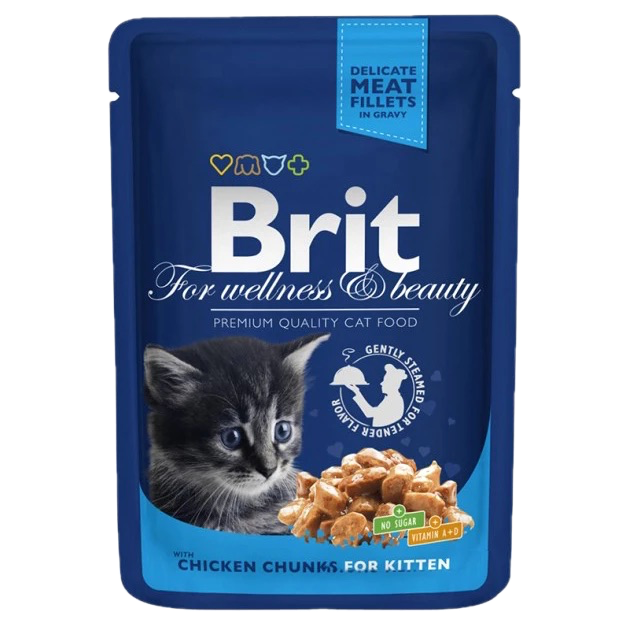 DELICATE
MEAT
FILLETS
IN GRAVY
Brit
For wellness & beauty
PREMIUM QUALITY CAT FOOD
GENTLY STEAMED FOR TENDER FLAVOR
NO SUGAR
VITAMIN A+D
WITH
CHICKEN CHUNKS FOR KITTEN